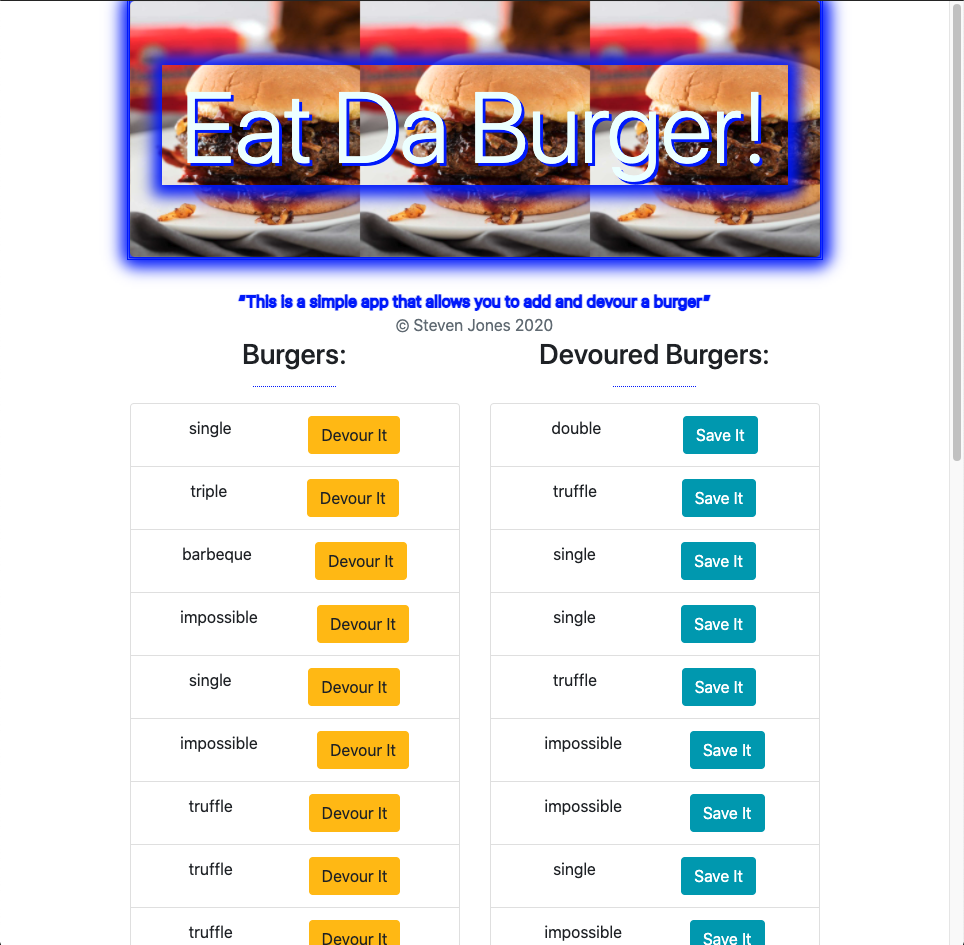 Eat Da Burger!
"This is a simple app that allows you to add and devour a burger"
© Steven Jones 2020
Burgers:
single Devour It
triple Devour It
barbeque Devour It
impossible Devour It
single Devour It
impossible Devour It
truffle Devour It
truffle Devour It
truffle Devour It
Devoured Burgers:
double Save It
truffle Save It
single Save It
single Save It
truffle Save It
impossible Save It
impossible Save It
single Save It
impossible Save It